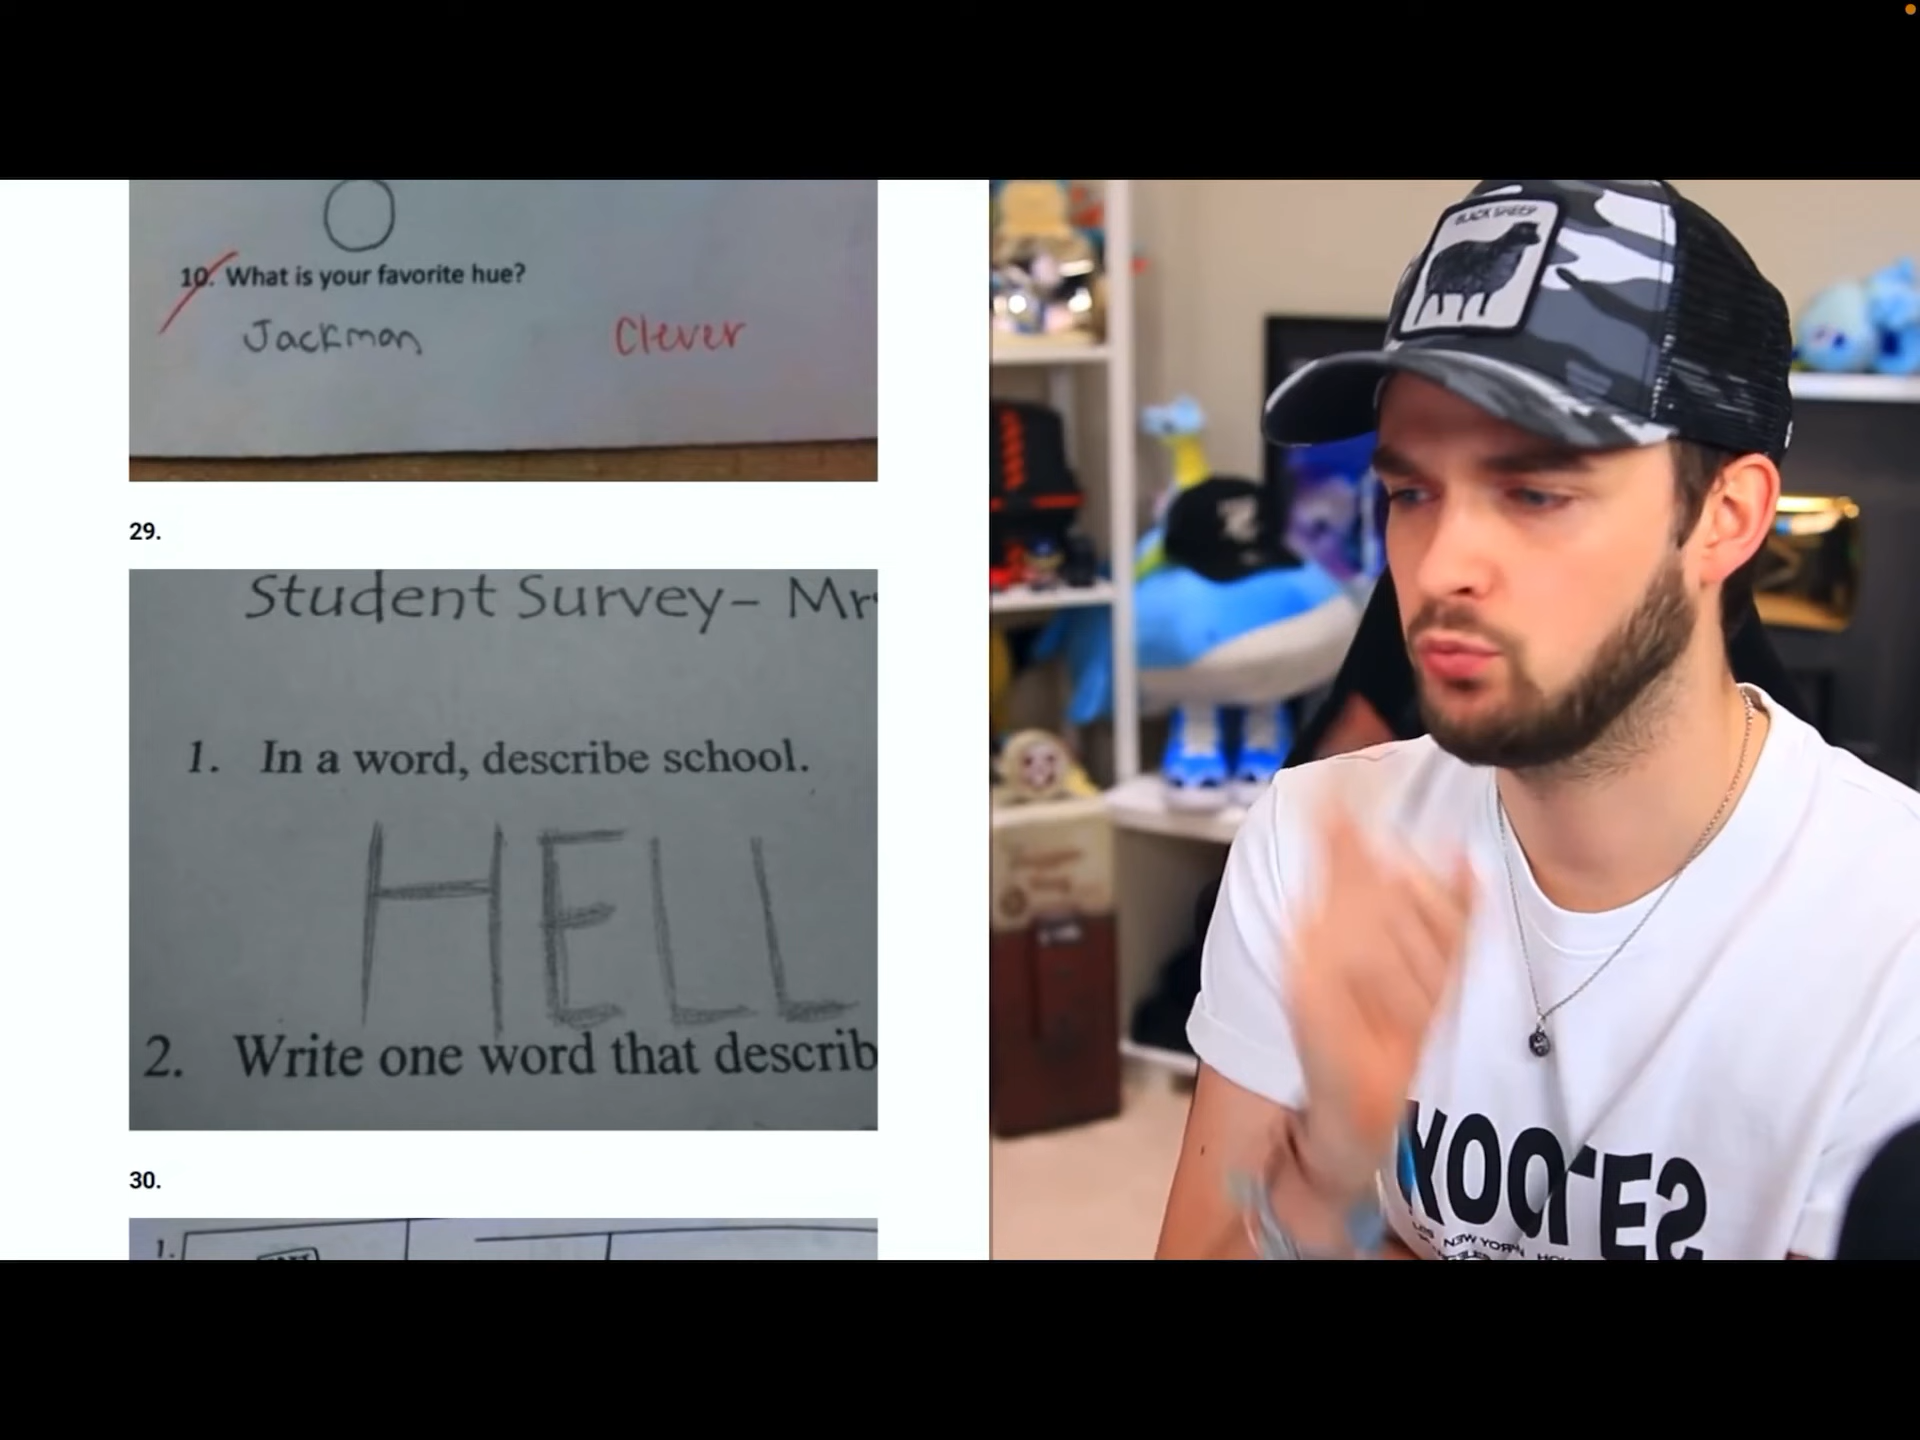 10. What is your favorite hue?
Jackman
Clever
29.
Student Survey- Mr
1. In a word, describe school.
HELL
2. Write one word that describ
30.
1.
BLACK SHEEP
NEW YORK